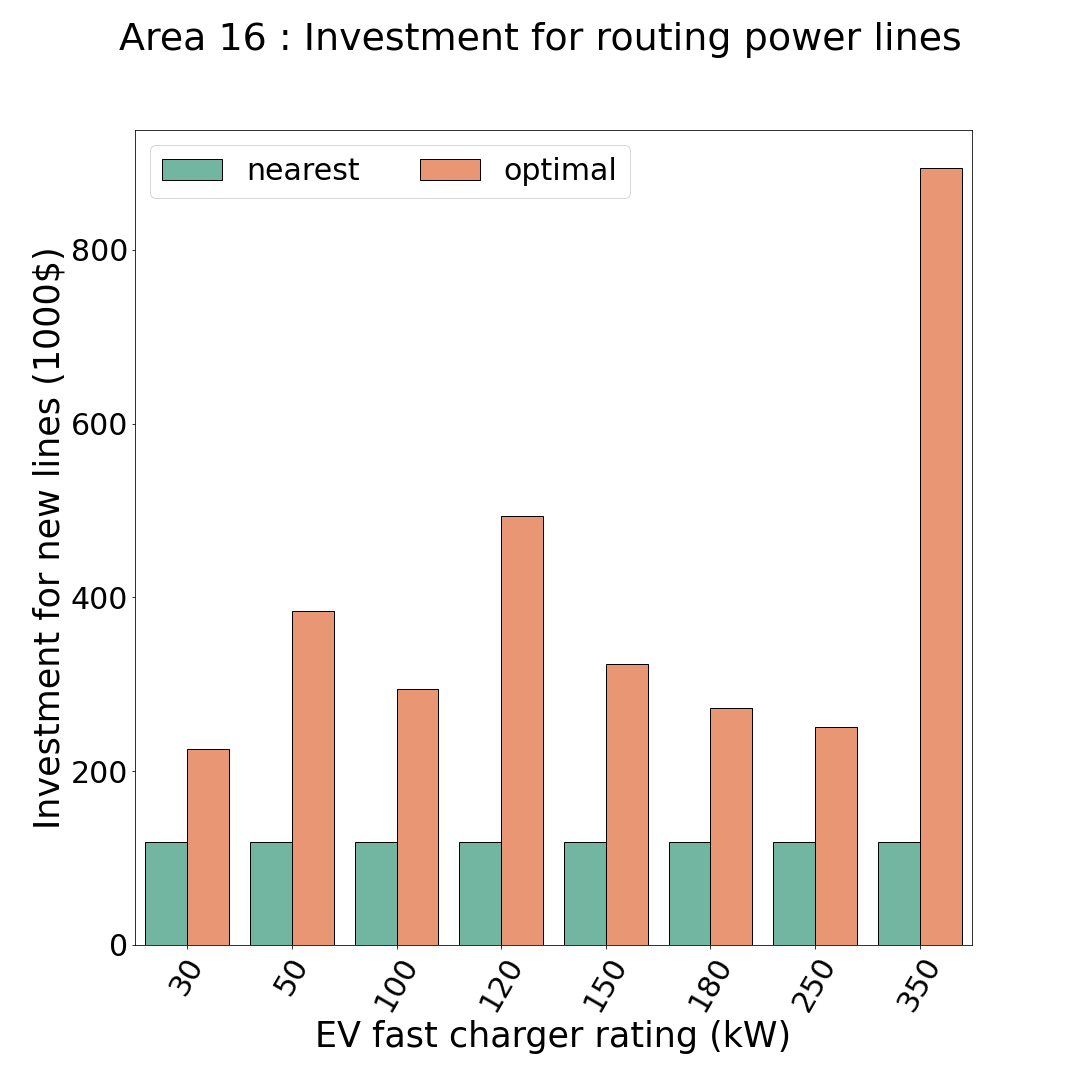 Area 16 : Investment for routing power lines
nearest
optimal
Investment for new lines (1000$)
800
600
400
200
0
30
50
100
120
150
180
250
350
EV fast charger rating (kW)